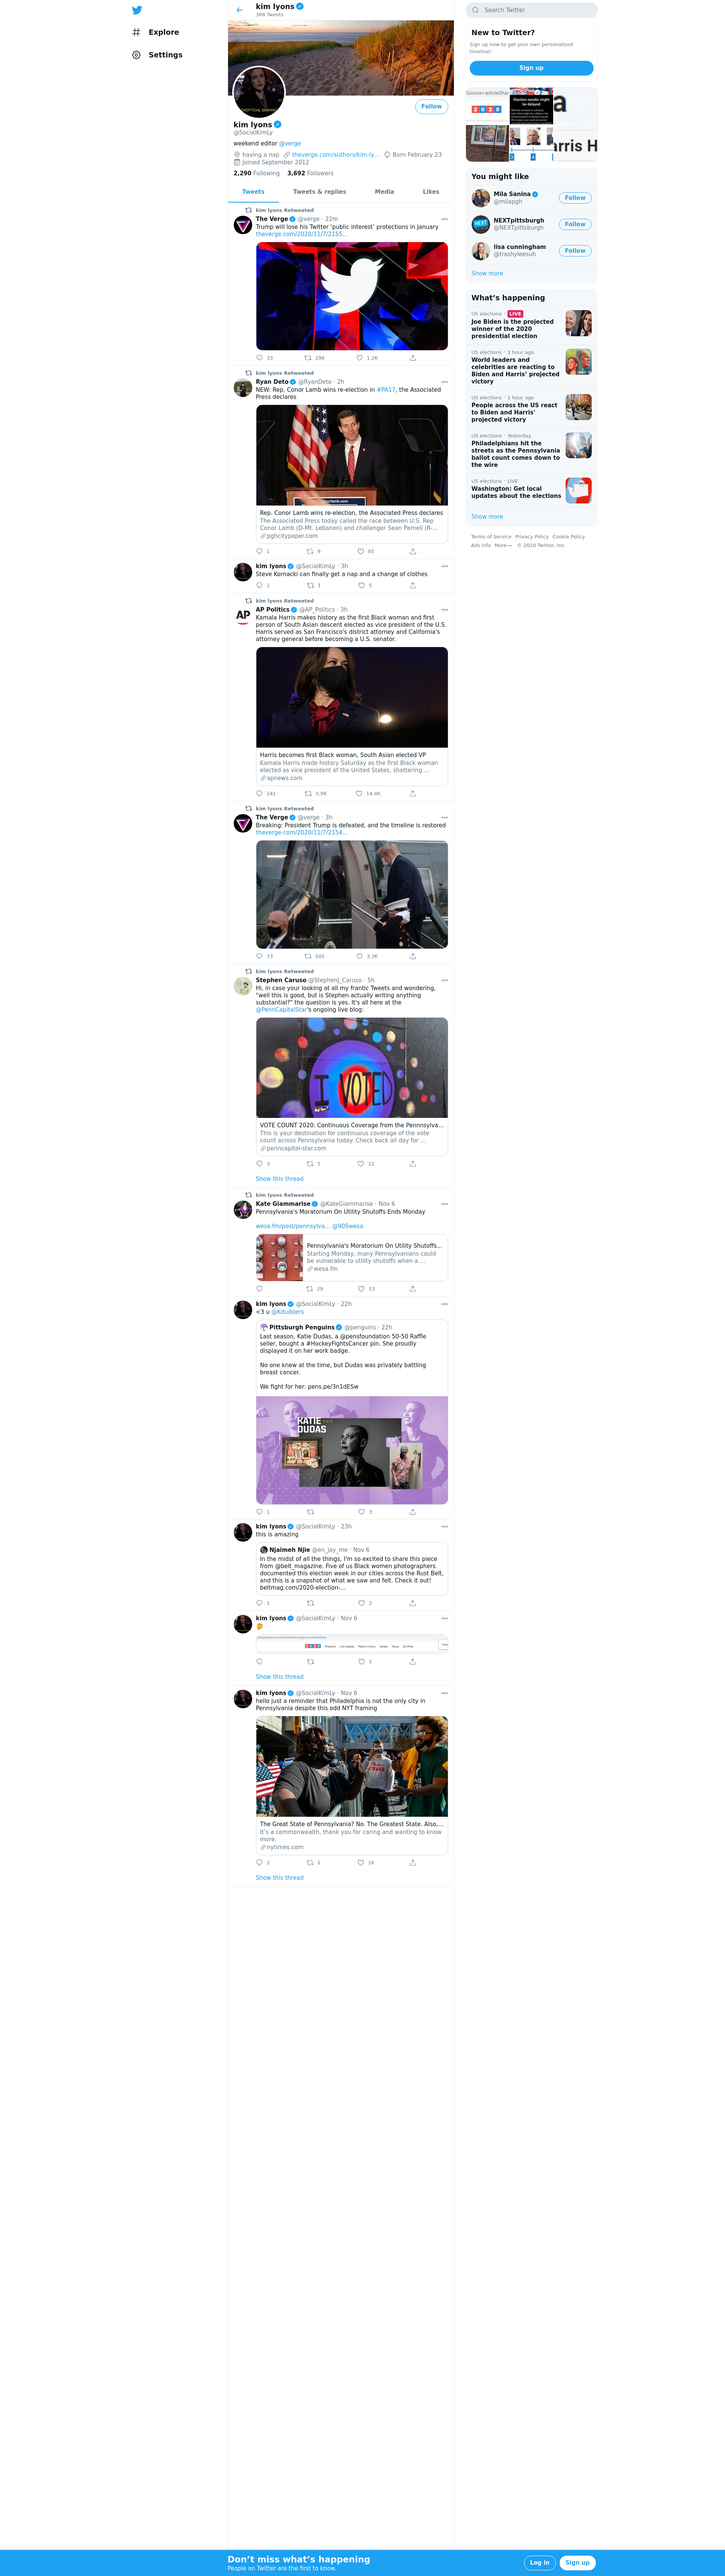 Explore
Settings
kim lyons
369 Tweets
Follow
kim lyons
@SocialKimLy
weekend editor @verge
having a nap theverge.com/authors/kim-ly… Born February 23
Joined September 2012
2,290 Following 3,692 Followers
Tweets Tweets & replies Media Likes
kim lyons Retweeted
The Verge @verge · 22m
Trump will lose his Twitter ‘public interest’ protections in January
theverge.com/2020/11/7/2155…
33 296 1.2K
kim lyons Retweeted
Ryan Deto @RyanDeto · 2h
NEW: Rep. Conor Lamb wins re-election in #PA17, the Associated
Press declares
Rep. Conor Lamb wins re-election, the Associated Press declares
The Associated Press today called the race between U.S. Rep
Conor Lamb (D-Mt. Lebanon) and challenger Sean Parnell (R-…
pghcitypaper.com
1 9 85
kim lyons @SocialKimLy · 3h
Steve Kornacki can finally get a nap and a change of clothes
1 1 5
kim lyons Retweeted
AP
AP Politics @AP_Politics · 3h
Kamala Harris makes history as the first Black woman and first
person of South Asian descent elected as vice president of the U.S.
Harris served as San Francisco's district attorney and California's
attorney general before becoming a U.S. senator.
Harris becomes first Black woman, South Asian elected VP
Kamala Harris made history Saturday as the first Black woman
elected as vice president of the United States, shattering …
apnews.com
241 5.9K 14.4K
kim lyons Retweeted
The Verge @verge · 3h
Breaking: President Trump is defeated, and the timeline is restored
theverge.com/2020/11/7/2154…
73 505 3.3K
kim lyons Retweeted
Stephen Caruso @StephenJ_Caruso · 5h
Hi, in case your looking at all my frantic Tweets and wondering,
"well this is good, but is Stephen actually writing anything
substantial?" the question is yes. It's all here at the
@PennCapitalStar's ongoing live blog:
I VOTED
VOTE COUNT 2020: Continuous Coverage from the Pennnsylva…
This is your destination for continuous coverage of the vote
count across Pennsylvania today. Check back all day for …
penncapital-star.com
3 5 12
Show this thread
kim lyons Retweeted
Kate Giammarise @KateGiammarise · Nov 6
Pennsylvania's Moratorium On Utility Shutoffs Ends Monday
wesa.fm/post/pennsylva… @905wesa
Pennsylvania's Moratorium On Utility Shutoffs…
Starting Monday, many Pennsylvanians could
be vulnerable to utility shutoffs when a …
wesa.fm
29 13
kim lyons @SocialKimLy · 22h
<3 u @Kdudders
Pittsburgh Penguins @penguins · 22h
Last season, Katie Dudas, a @pensfoundation 50-50 Raffle
seller, bought a #HockeyFightsCancer pin. She proudly
displayed it on her work badge.
No one knew at the time, but Dudas was privately battling
breast cancer.
We fight for her: pens.pe/3n1dESw
KATIE
DUDAS
1 3
kim lyons @SocialKimLy · 23h
this is amazing
Njaimeh Njie @en_jay_me · Nov 6
In the midst of all the things, I'm so excited to share this piece
from @belt_magazine. Five of us Black women photographers
documented this election week in our cities across the Rust Belt,
and this is a snapshot of what we saw and felt. Check it out!
beltmag.com/2020-election-…
1 2
kim lyons @SocialKimLy · Nov 6
5
Show this thread
kim lyons @SocialKimLy · Nov 6
hello just a reminder that Philadelphia is not the only city in
Pennsylvania despite this odd NYT framing
The Great State of Pennsylvania? No. The Greatest State. Also,…
It's a commonwealth, thank you for caring and wanting to know
more.
nytimes.com
2 1 16
Show this thread
Search Twitter
New to Twitter?
Sign up now to get your own personalized
timeline!
Sign up
2020
Election results might
be delayed
arris H
You might like
Mila Sanina
@milapgh
Follow
NEXT
NEXTpittsburgh
@NEXTpittsburgh
Follow
lisa cunningham
@trashyleesuh
Follow
Show more
What’s happening
US elections · LIVE
Joe Biden is the projected
winner of the 2020
presidential election
US elections · 1 hour ago
World leaders and
celebrities are reacting to
Biden and Harris’ projected
victory
US elections · 1 hour ago
People across the US react
to Biden and Harris'
projected victory
US elections · Yesterday
Philadelphians hit the
streets as the Pennsylvania
ballot count comes down to
the wire
US elections · LIVE
Washington: Get local
updates about the elections
Show more
Terms of Service Privacy Policy Cookie Policy
Ads info More ••• © 2020 Twitter, Inc.
Don’t miss what’s happening
People on Twitter are the first to know.
Log in Sign up